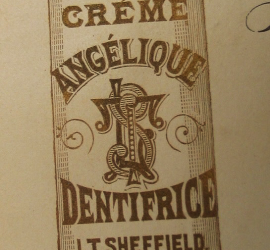 CRÈME
ANGÉLIQUE
DENTIFRICE
I.T. SHEFFIELD